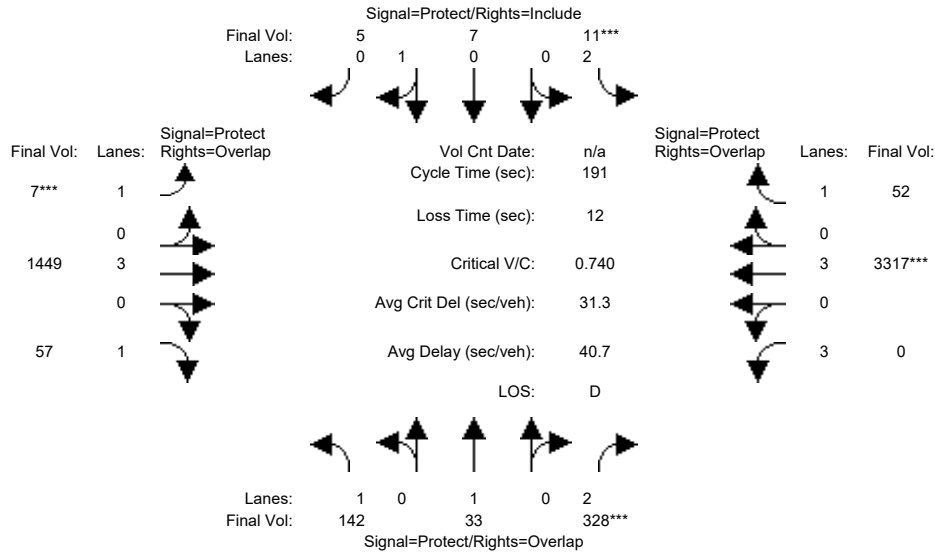 Signal=Protect/Rights=Include
Final Vol: 5 7 11***
Lanes: 0 1 0 0 2
Signal=Protect
Final Vol: Lanes: Rights=Overlap
Vol Cnt Date: n/a
Signal=Protect
Rights=Overlap Lanes: Final Vol:
Cycle Time (sec): 191
7*** 1
1 52
Loss Time (sec): 12
0
0
1449 3
Critical V/C: 0.740
3 3317***
0
Avg Crit Del (sec/veh): 31.3
0
57 1
Avg Delay (sec/veh): 40.7
3 0
LOS: D
Lanes: 1 0 1 0 2
Final Vol: 142 33 328***
Signal=Protect/Rights=Overlap